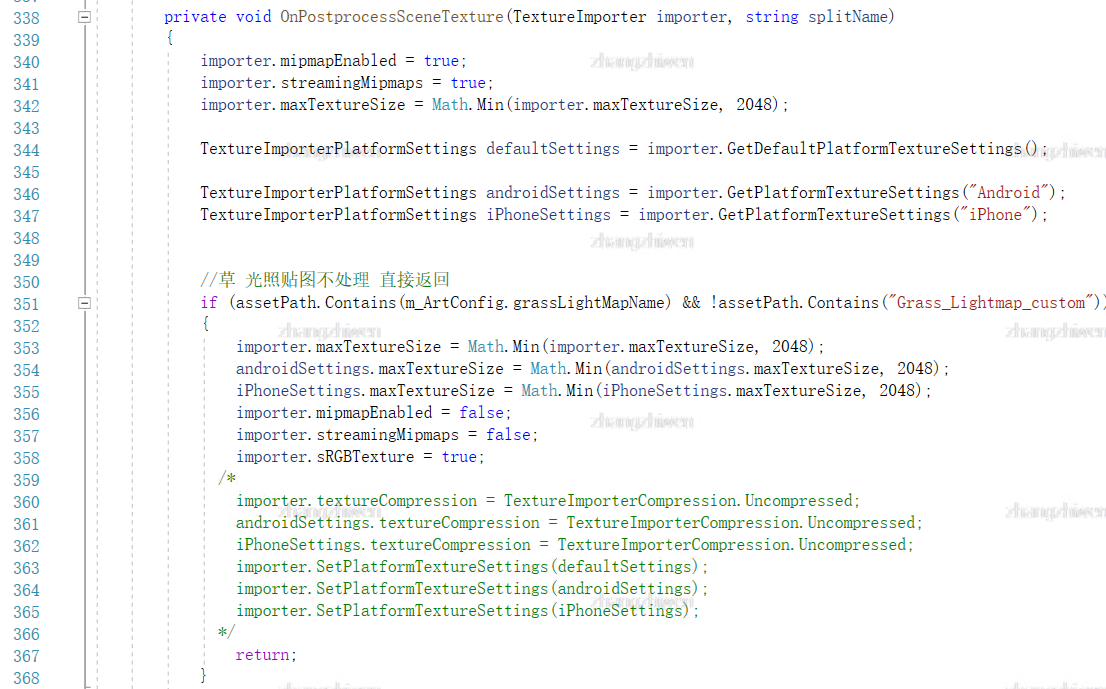 338 private void OnPostprocessSceneTexture(TextureImporter importer, string splitName)
339 {
340 importer.mipmapEnabled = true;
341 importer.streamingMipmaps = true;
342 importer.maxTextureSize = Math.Min(importer.maxTextureSize, 2048);
343
344 TextureImporterPlatformSettings defaultSettings = importer.GetDefaultPlatformTextureSettings();
345
346 TextureImporterPlatformSettings androidSettings = importer.GetPlatformTextureSettings("Android");
347 TextureImporterPlatformSettings iPhoneSettings = importer.GetPlatformTextureSettings("iPhone");
348
349
350 //草 光照贴图不处理 直接返回
351 if (assetPath.Contains(m_ArtConfig.grassLightMapName) && !assetPath.Contains("Grass_Lightmap_custom"))
352 {
353 importer.maxTextureSize = Math.Min(importer.maxTextureSize, 2048);
354 androidSettings.maxTextureSize = Math.Min(androidSettings.maxTextureSize, 2048);
355 iPhoneSettings.maxTextureSize = Math.Min(iPhoneSettings.maxTextureSize, 2048);
356 importer.mipmapEnabled = false;
357 importer.streamingMipmaps = false;
358 importer.sRGBTexture = true;
359 /*
360 importer.textureCompression = TextureImporterCompression.Uncompressed;
361 androidSettings.textureCompression = TextureImporterCompression.Uncompressed;
362 iPhoneSettings.textureCompression = TextureImporterCompression.Uncompressed;
363 importer.SetPlatformTextureSettings(defaultSettings);
364 importer.SetPlatformTextureSettings(androidSettings);
365 importer.SetPlatformTextureSettings(iPhoneSettings);
366 */
367 return;
368 }